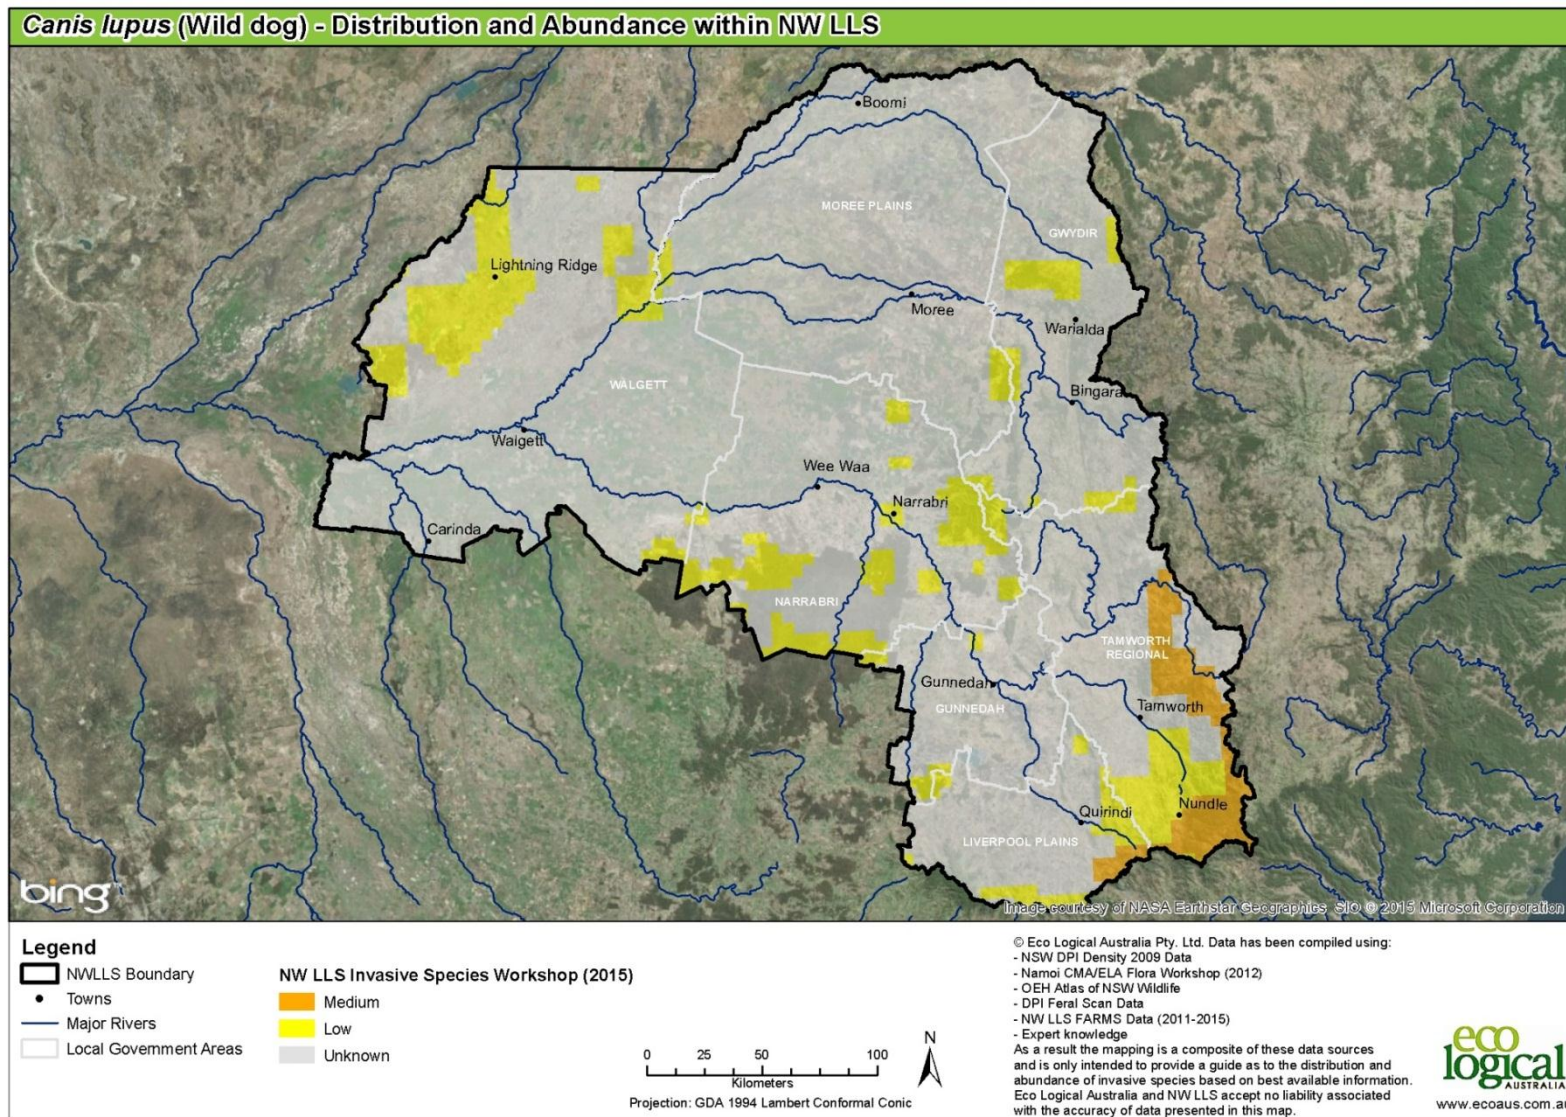 Canis lupus (Wild dog) - Distribution and Abundance within NW LLS
Boomi
MOREE PLAINS
GWYDIR
Lightning Ridge
Moree
Warialda
WALGETT
Bingara
Walgett
Wee Waa
Narrabri
Carinda
NARRABRI
TAMWORTH
REGIONAL
Gunnedah
GUNNEDAH
Tamworth
Quirindi
Nundle
LIVERPOOL PLAINS
bing
Image courtesy of NASA Earthstar Geographics SIO © 2015 Microsoft Corporation
Legend
NWLLS Boundary
Towns
Major Rivers
Local Government Areas
NW LLS Invasive Species Workshop (2015)
Medium
Low
Unknown
0 25 50 100
Kilometers
N
Projection: GDA 1994 Lambert Conformal Conic
© Eco Logical Australia Pty. Ltd. Data has been compiled using:
- NSW DPI Density 2009 Data
- Namoi CMA/ELA Flora Workshop (2012)
- OEH Atlas of NSW Wildlife
- DPI Feral Scan Data
- NW LLS FARMS Data (2011-2015)
- Expert knowledge
As a result the mapping is a composite of these data sources
and is only intended to provide a guide as to the distribution and
abundance of invasive species based on best available information.
Eco Logical Australia and NW LLS accept no liability associated
with the accuracy of data presented in this map.
eco
logical
AUSTRALIA
www.ecoaus.com.au